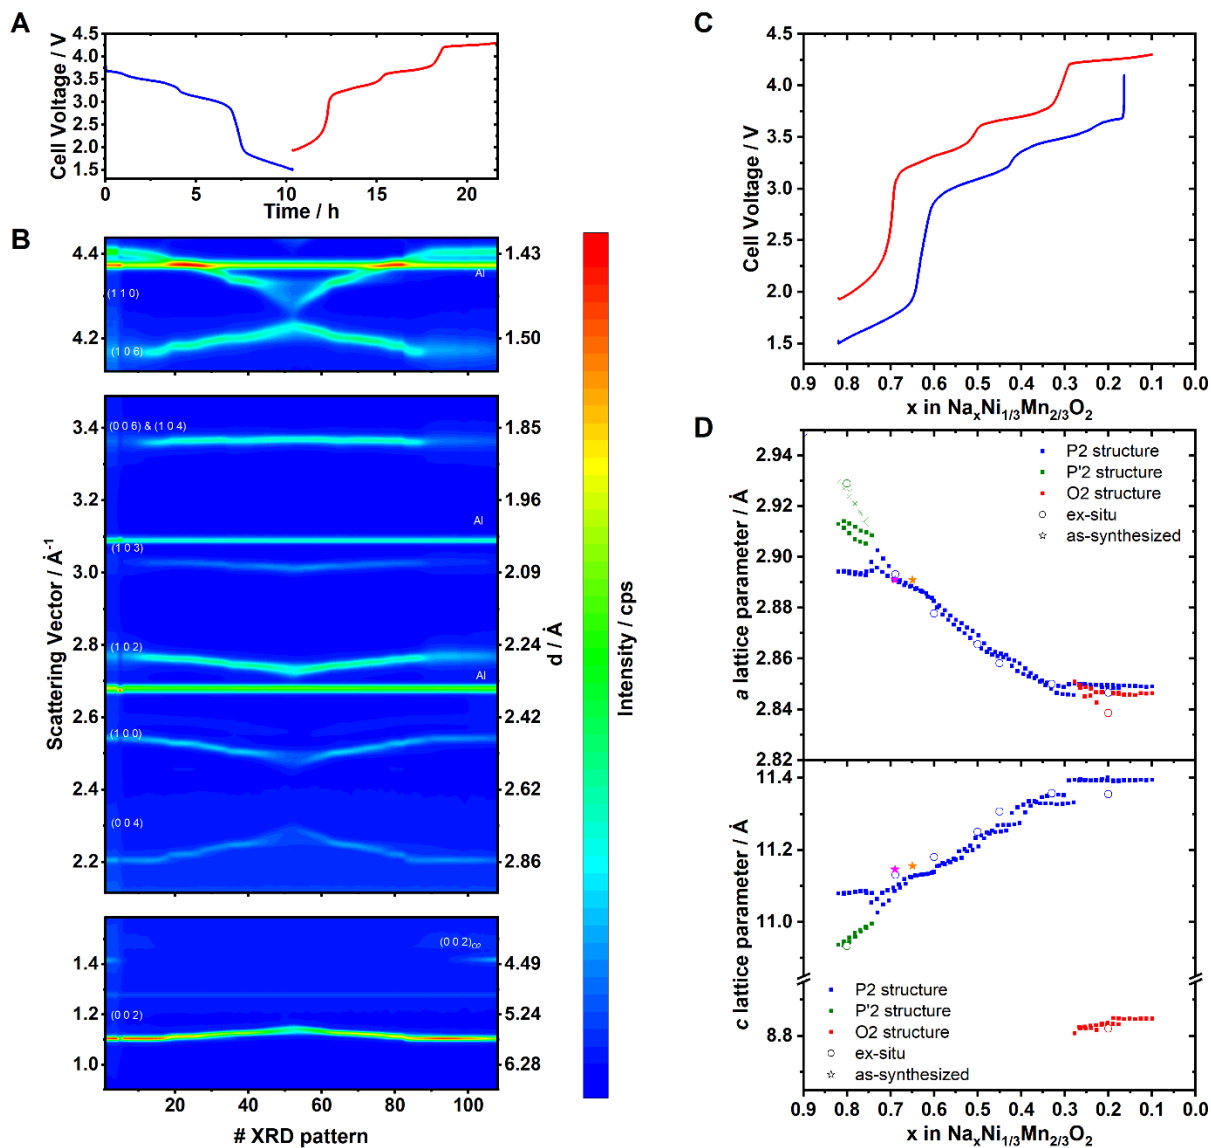 A
Cell Voltage / V
4.5
4.0
3.5
3.0
2.5
2.0
1.5
0
5
10
15
20
Time / h
B
4.4
4.2
(1 1 0)
(1 0 6)
Al
1.43
1.50
3.4
3.2
3.0
2.8
2.6
2.4
2.2
(0 0 6) & (1 0 4)
Al
(1 0 3)
(1 0 2)
Al
(1 0 0)
(0 0 4)
1.85
1.96
2.09
2.24
2.42
2.62
2.86
Scattering Vector / Å⁻¹
d / Å
1.4
1.2
1.0
(0 0 2)O2
(0 0 2)
4.49
5.24
6.28
20
40
60
80
100
# XRD pattern
Intensity / cps
C
Cell Voltage / V
4.5
4.0
3.5
3.0
2.5
2.0
1.5
0.9
0.8
0.7
0.6
0.5
0.4
0.3
0.2
0.1
0.0
x in NaxNi1/3Mn2/3O2
D
a lattice parameter / Å
2.94
2.92
2.90
2.88
2.86
2.84
2.82
P2 structure
P'2 structure
O2 structure
ex-situ
as-synthesized
c lattice parameter / Å
11.4
11.2
11.0
8.8
P2 structure
P'2 structure
O2 structure
ex-situ
as-synthesized
0.9
0.8
0.7
0.6
0.5
0.4
0.3
0.2
0.1
0.0
x in NaxNi1/3Mn2/3O2